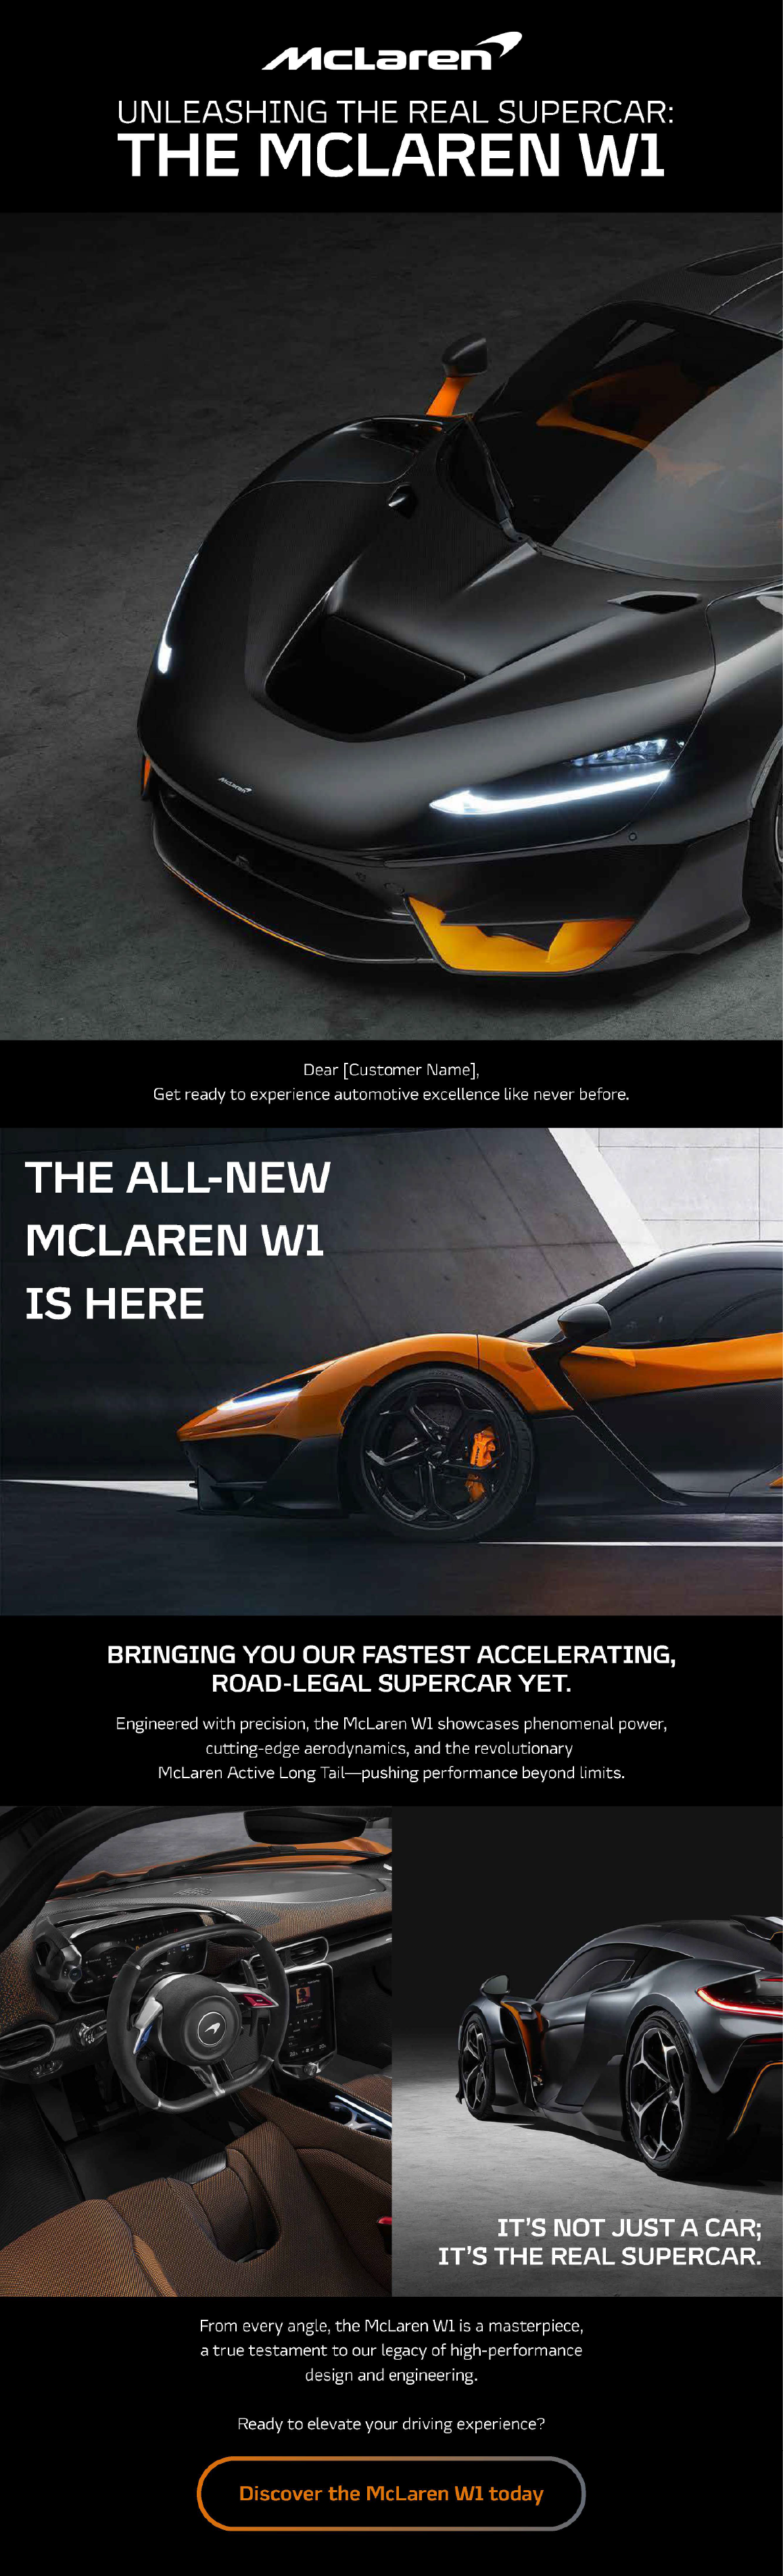 McLaren
UNLEASHING THE REAL SUPERCAR:
THE MCLAREN W1
McLaren
Dear [Customer Name],
Get ready to experience automotive excellence like never before.
THE ALL-NEW
MCLAREN W1
IS HERE
BRINGING YOU OUR FASTEST ACCELERATING,
ROAD-LEGAL SUPERCAR YET.
Engineered with precision, the McLaren W1 showcases phenomenal power,
cutting-edge aerodynamics, and the revolutionary
McLaren Active Long Tail—pushing performance beyond limits.
IT'S NOT JUST A CAR;
IT'S THE REAL SUPERCAR.
From every angle, the McLaren W1 is a masterpiece,
a true testament to our legacy of high-performance
design and engineering.
Ready to elevate your driving experience?
Discover the McLaren W1 today